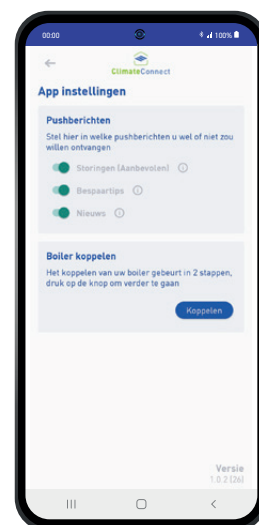 00:00 100%
ClimateConnect
App instellingen
Pushberichten
Stel hier in welke pushberichten u wel of niet zou
willen ontvangen
Storingen (Aanbevolen)
Bespaartips
Nieuws
Boiler koppelen
Het koppelen van uw boiler gebeurt in 2 stappen,
druk op de knop om verder te gaan
Koppelen
Versie
1.0.2 (26)